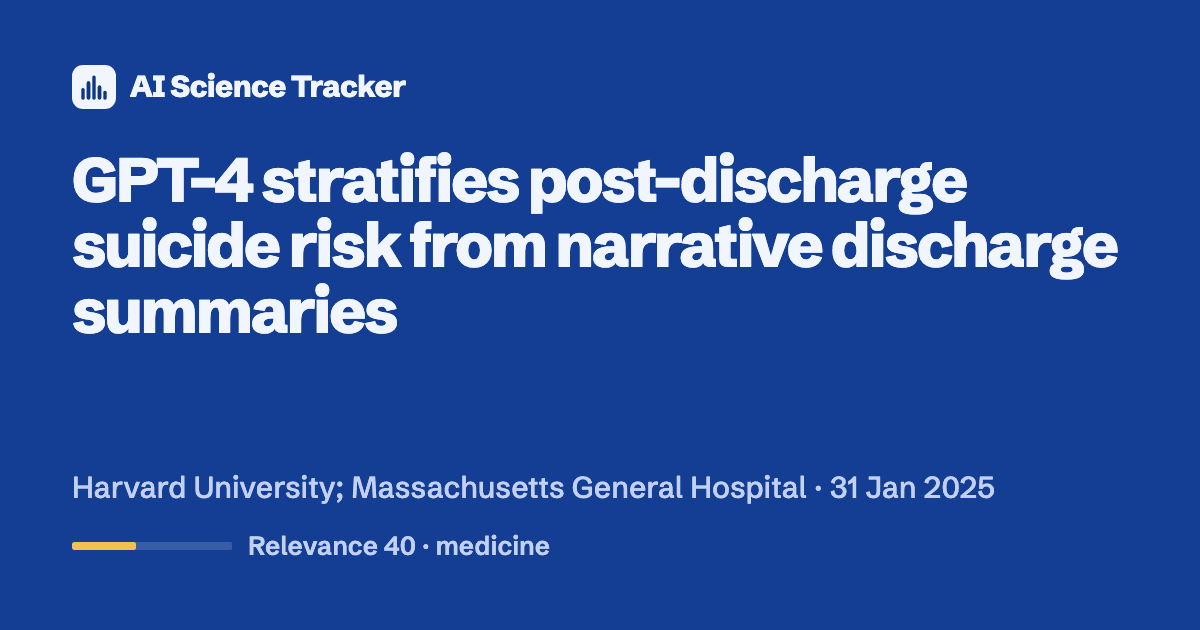 AI Science Tracker
GPT-4 stratifies post-discharge
suicide risk from narrative discharge
summaries
Harvard University; Massachusetts General Hospital · 31 Jan 2025
Relevance 40 · medicine